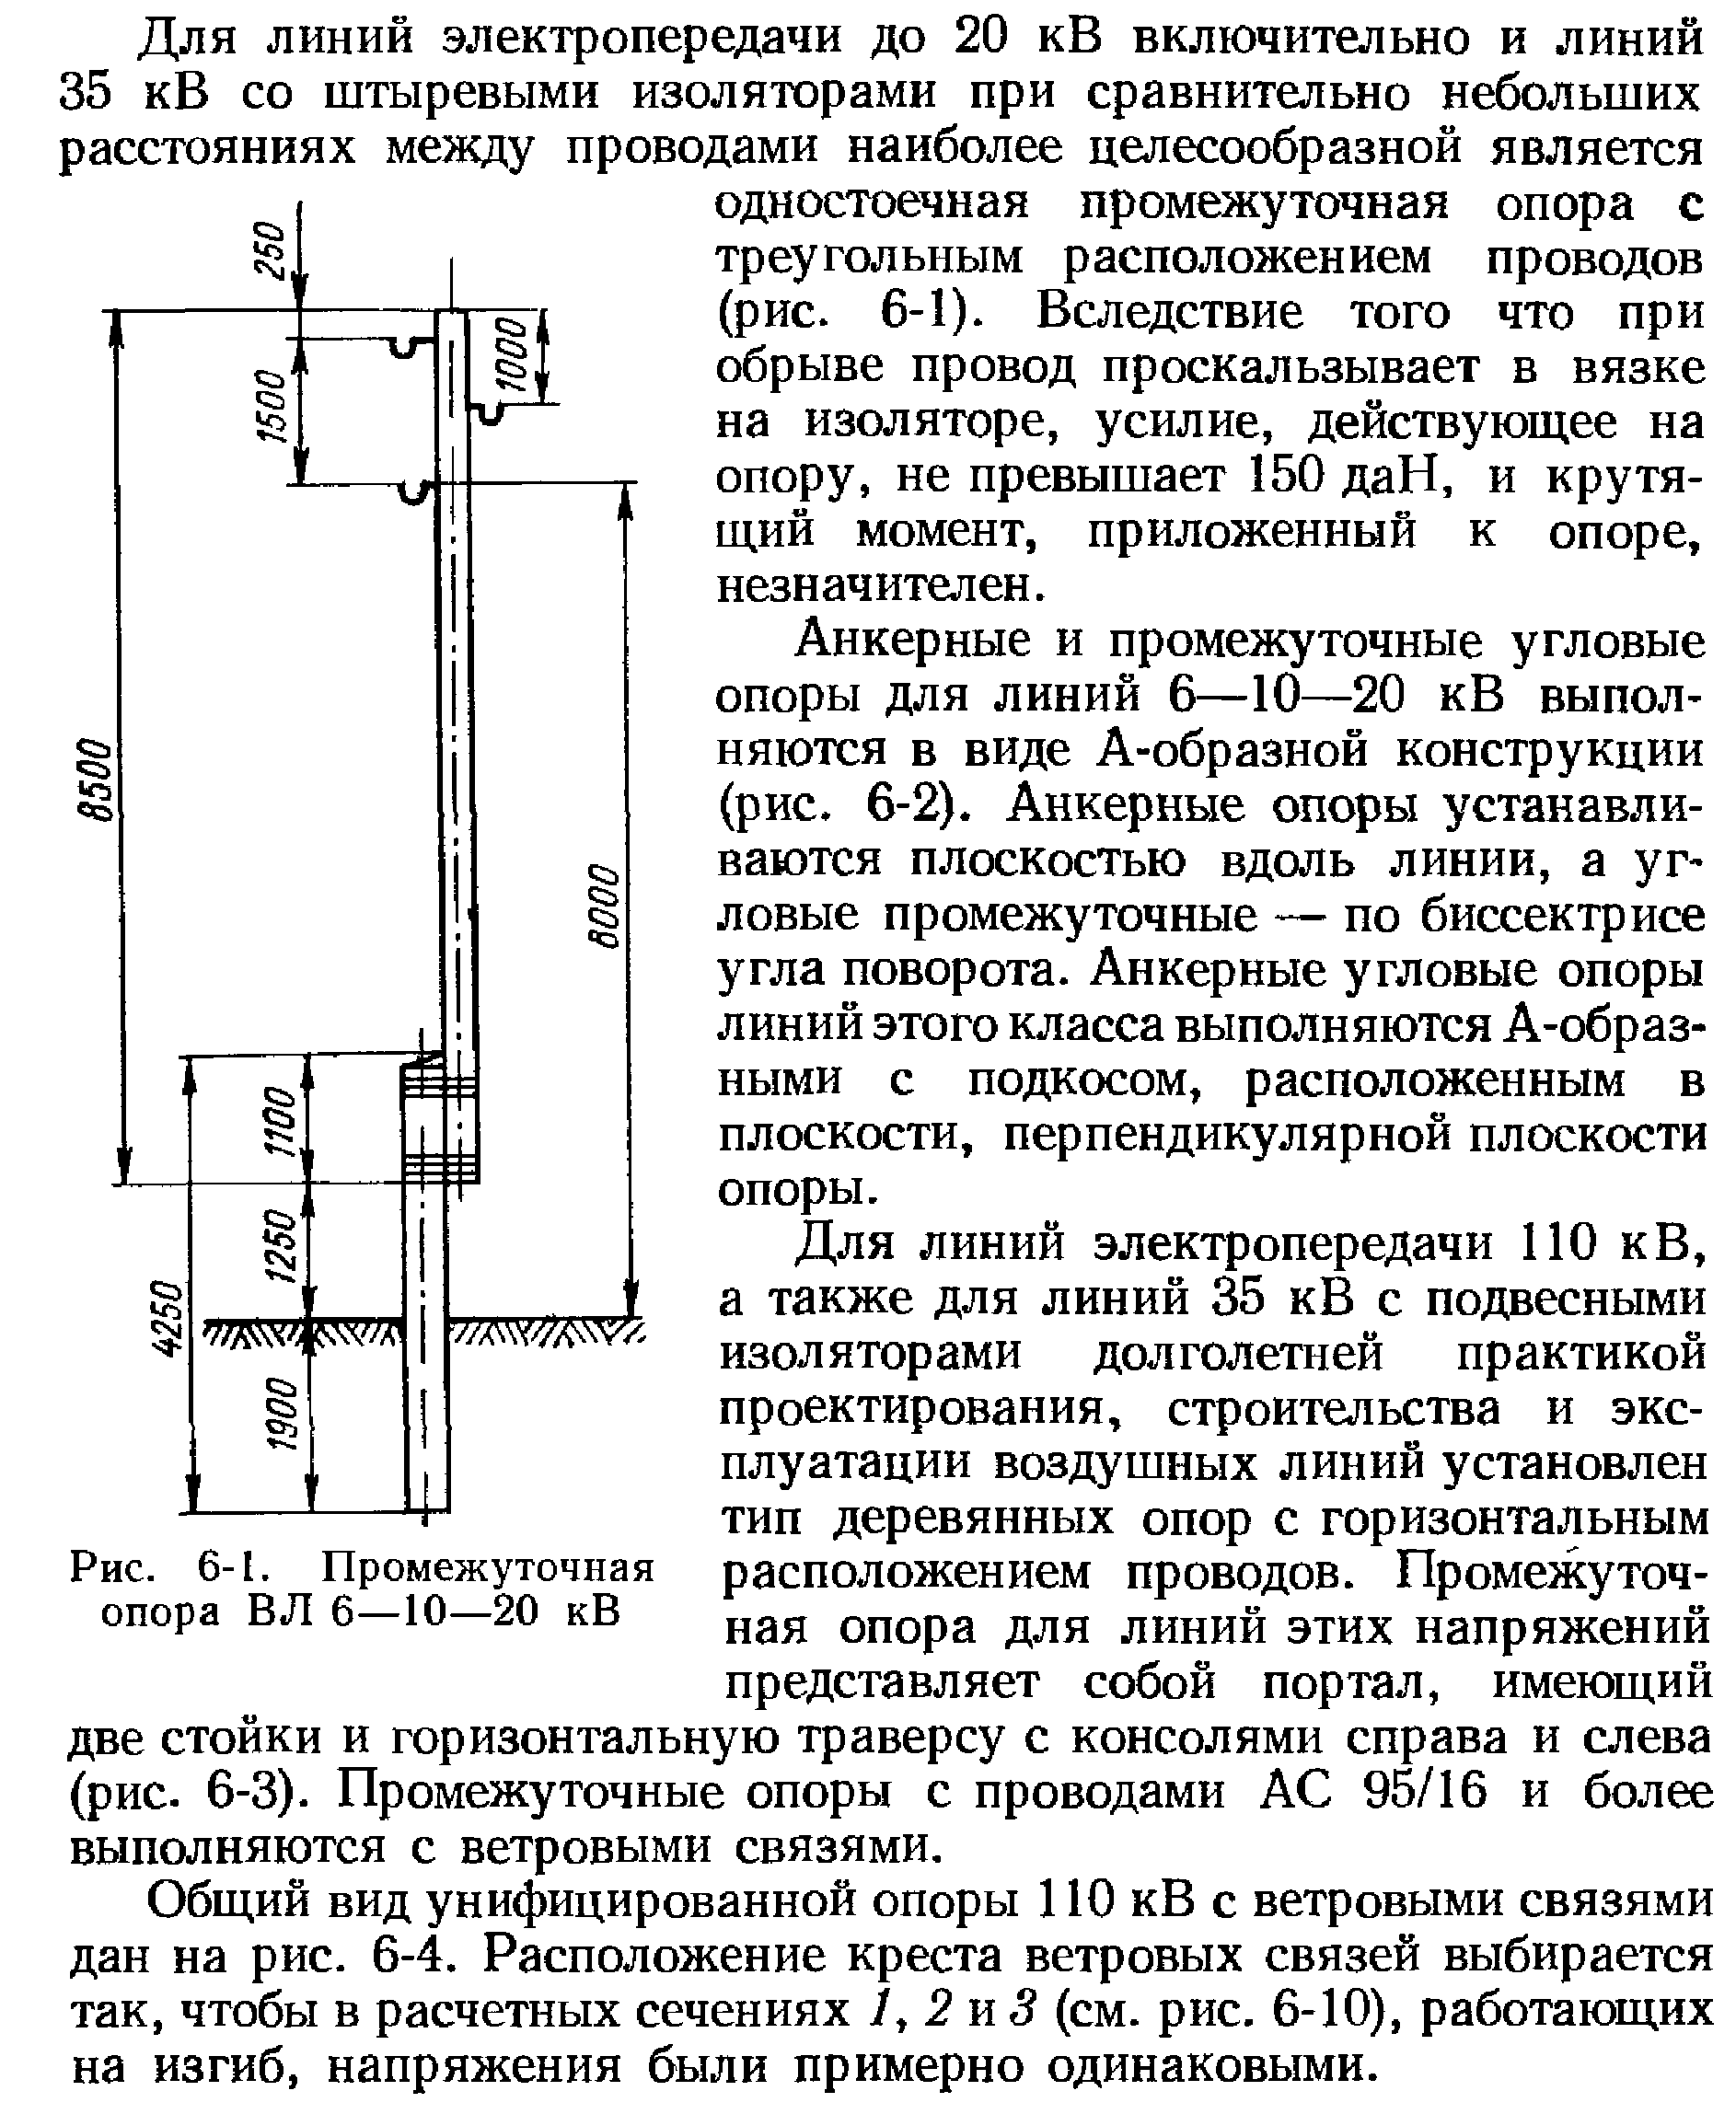 Для линий электропередачи до 20 кВ включительно и линий
35 кВ со штыревыми изоляторами при сравнительно небольших
расстояниях между проводами наиболее целесообразной является
одностоечная промежуточная опора с
треугольным расположением проводов
(рис. 6-1). Вследствие того что при
обрыве провод проскальзывает в вязке
на изоляторе, усилие, действующее на
опору, не превышает 150 даН, и крутя-
щий момент, приложенный к опоре,
незначителен.
Анкерные и промежуточные угловые
опоры для линий 6—10—20 кВ выпол-
няются в виде А-образной конструкции
(рис. 6-2). Анкерные опоры устанавли-
ваются плоскостью вдоль линии, а уг-
ловые промежуточные — по биссектрисе
угла поворота. Анкерные угловые опоры
линий этого класса выполняются А-образ-
ными с подкосом, расположенным в
плоскости, перпендикулярной плоскости
опоры.
Для линий электропередачи 110 кВ,
а также для линий 35 кВ с подвесными
изоляторами долголетней практикой
проектирования, строительства и экс-
плуатации воздушных линий установлен
тип деревянных опор с горизонтальным
расположением проводов. Промежуточ-
ная опора для линий этих напряжений
представляет собой портал, имеющий
250
1000
1500
8500
8000
1100
1250
4250
1900
Рис. 6-1. Промежуточная
опора ВЛ 6—10—20 кВ
две стойки и горизонтальную траверсу с консолями справа и слева
(рис. 6-3). Промежуточные опоры с проводами АС 95/16 и более
выполняются с ветровыми связями.
Общий вид унифицированной опоры 110 кВ с ветровыми связями
дан на рис. 6-4. Расположение креста ветровых связей выбирается
так, чтобы в расчетных сечениях 1, 2 и 3 (см. рис. 6-10), работающих
на изгиб, напряжения были примерно одинаковыми.